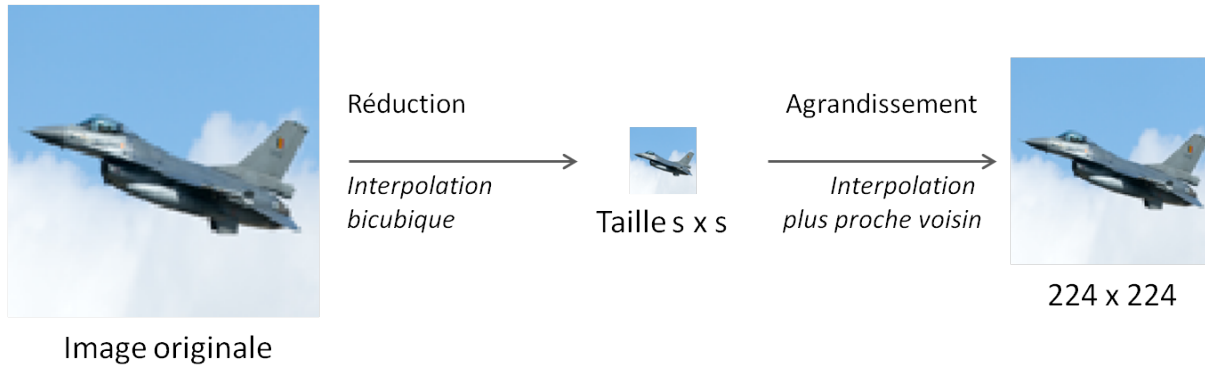 Image originale
Réduction
Interpolation
bicubique
Taille s x s
Agrandissement
Interpolation
plus proche voisin
224 x 224